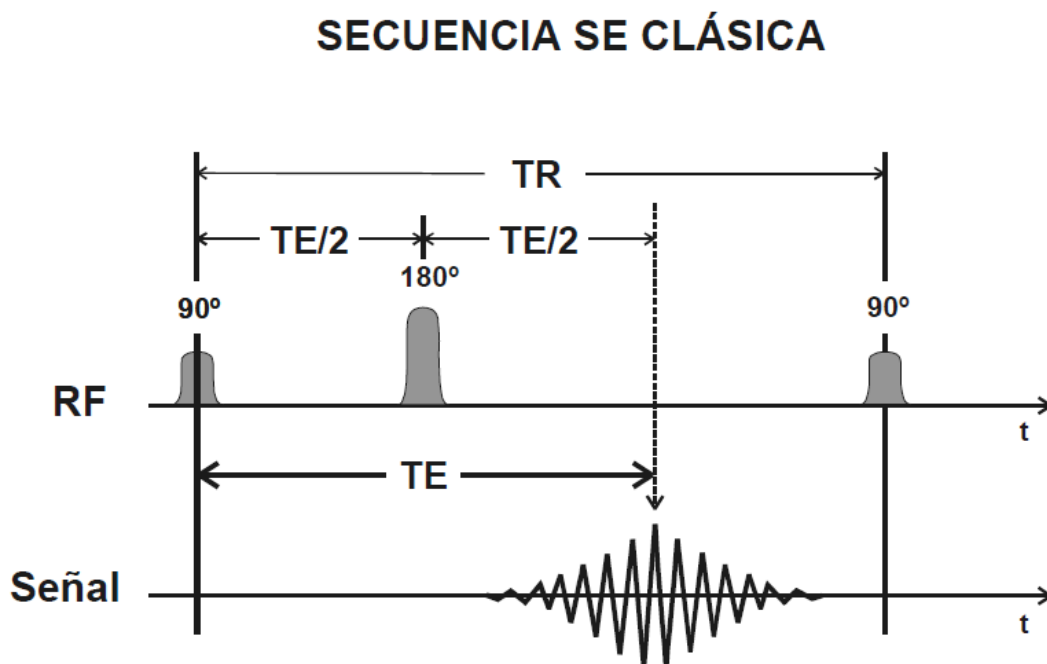 SECUENCIA SE CLÁSICA
TR
TE/2 TE/2
180º
90º 90º
RF
t
TE
Señal
t